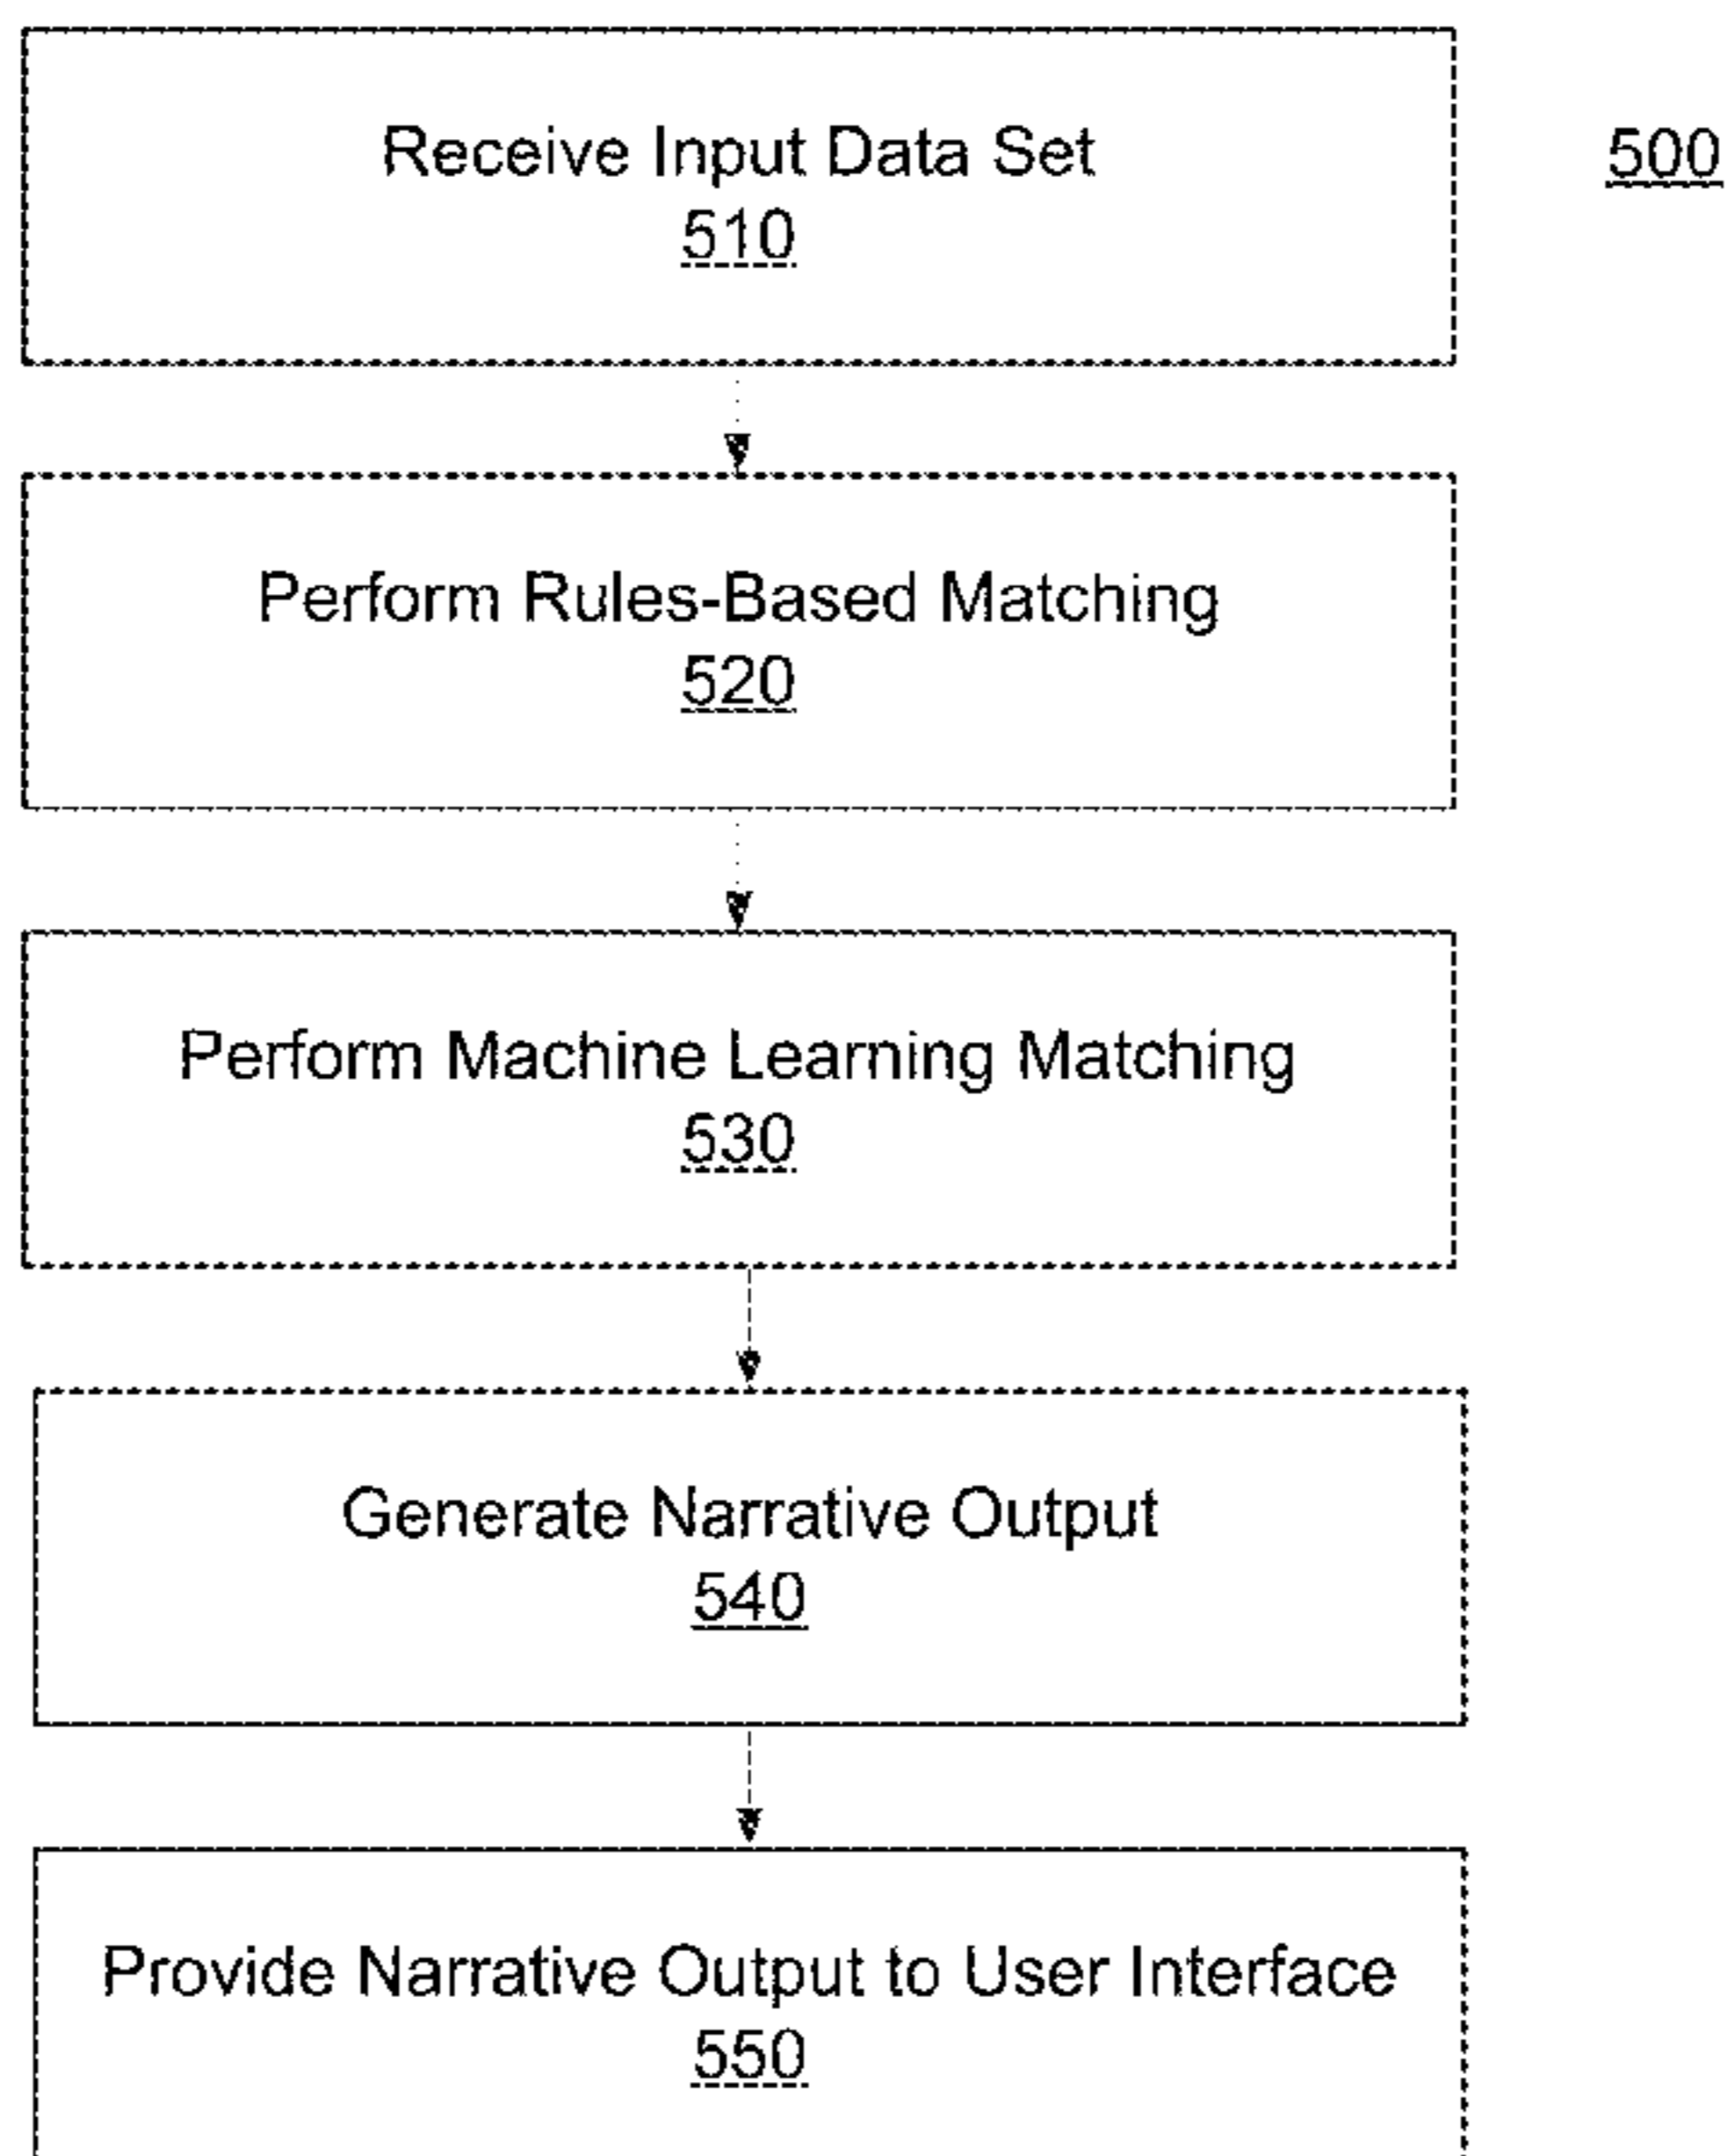 Receive Input Data Set
510
500
Perform Rules-Based Matching
520
Perform Machine Learning Matching
530
Generate Narrative Output
540
Provide Narrative Output to User Interface
550